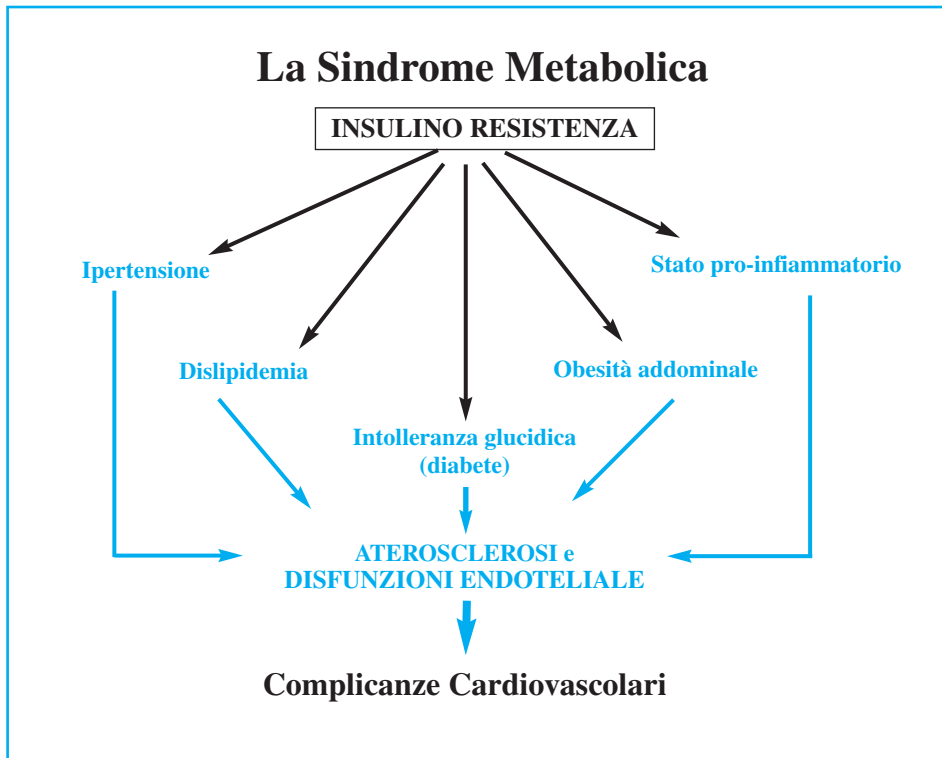 La Sindrome Metabolica
INSULINO RESISTENZA
Ipertensione
Stato pro-infiammatorio
Dislipidemia
Obesità addominale
Intolleranza glucidica
(diabete)
ATEROSCLEROSI e
DISFUNZIONI ENDOTELIALE
Complicanze Cardiovascolari